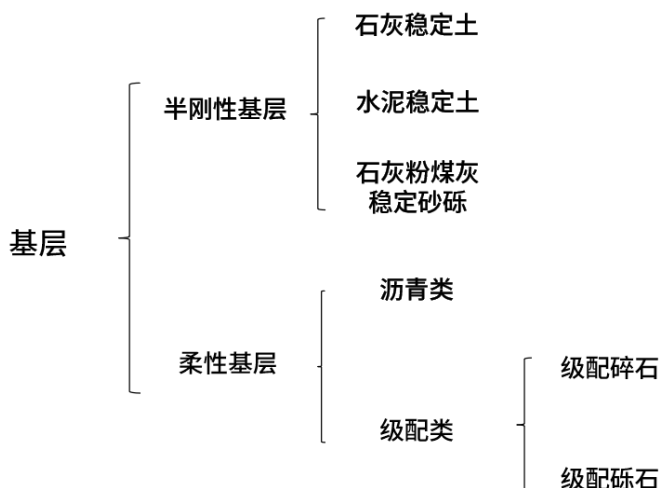 石灰稳定土
半刚性基层
水泥稳定土
石灰粉煤灰
稳定砂砾
基层
沥青类
柔性基层
级配碎石
级配类
级配砾石